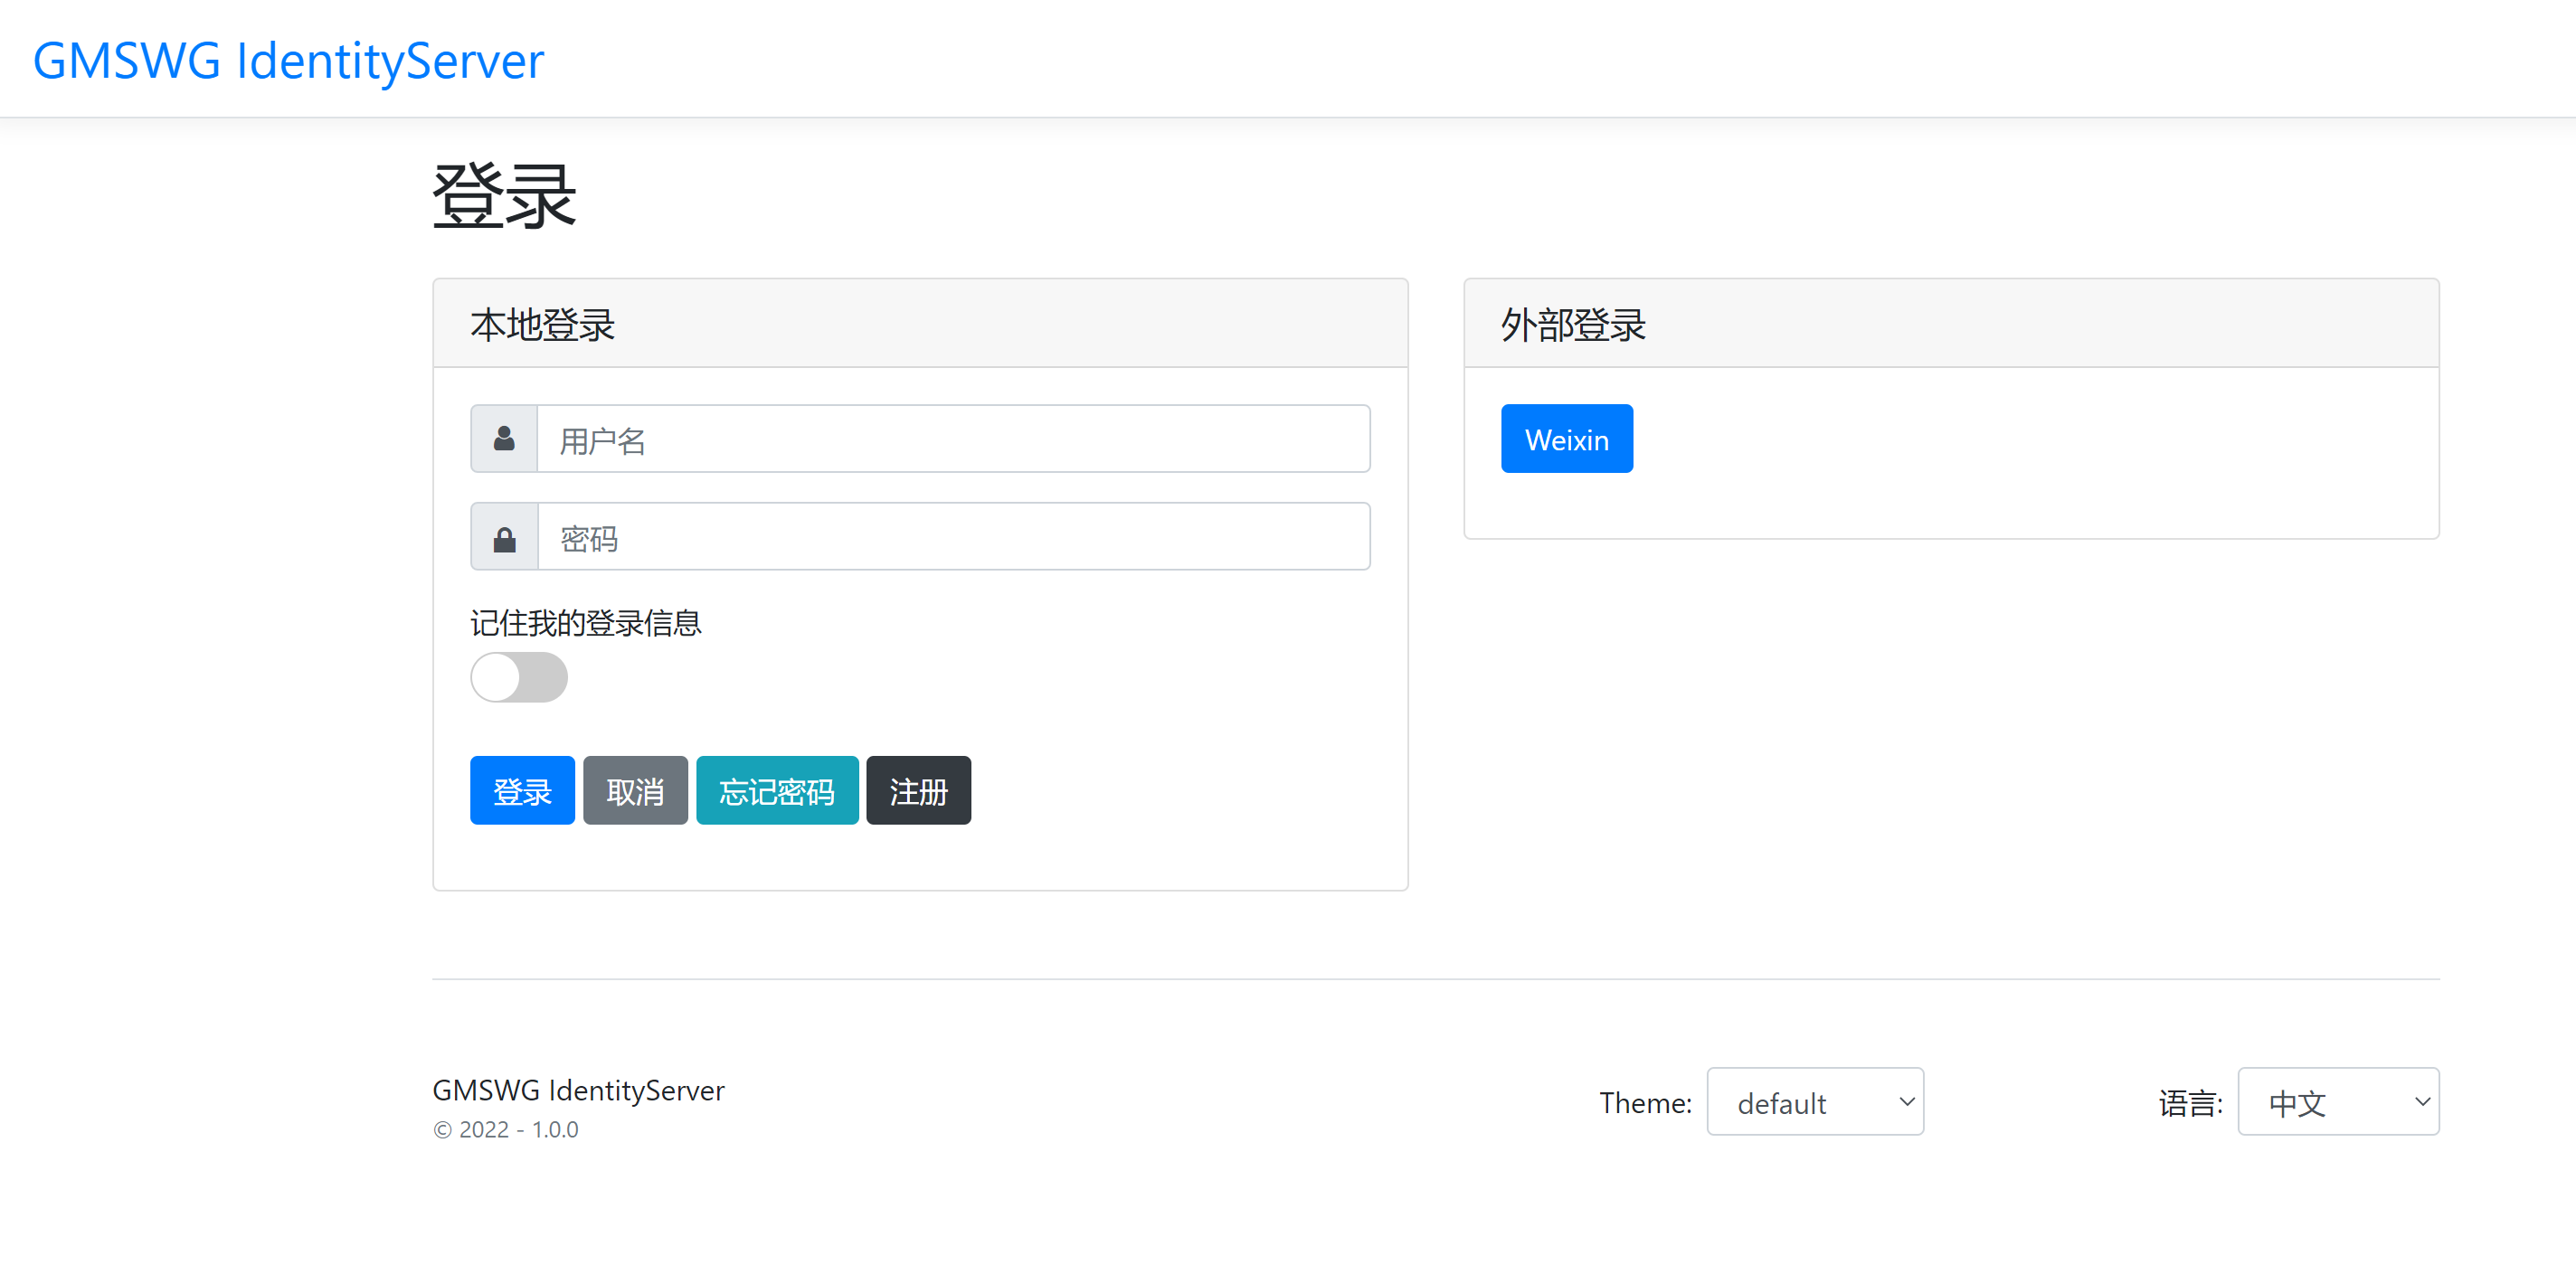 GMSWG IdentityServer
登录
本地登录
用户名
密码
记住我的登录信息
登录 取消 忘记密码 注册
外部登录
Weixin
GMSWG IdentityServer
© 2022 - 1.0.0
Theme: default
语言: 中文